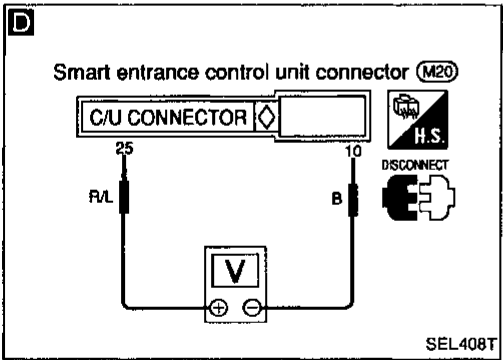 D
Smart entrance control unit connector (M20)
C/U CONNECTOR
H.S.
25
10
DISCONNECT
R/L
B
V
+ −
SEL408T